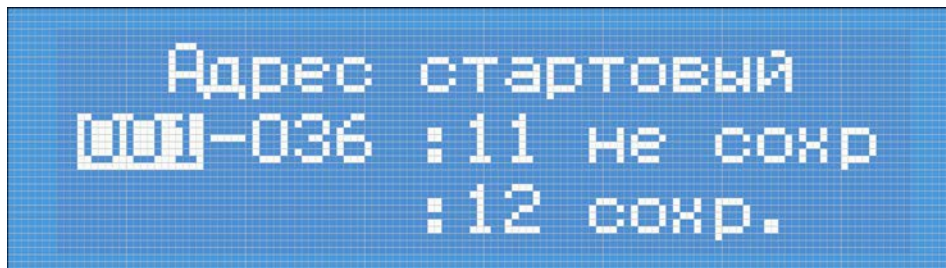 Адрес стартовый
001-036 :11 не сохр
:12 сохр.